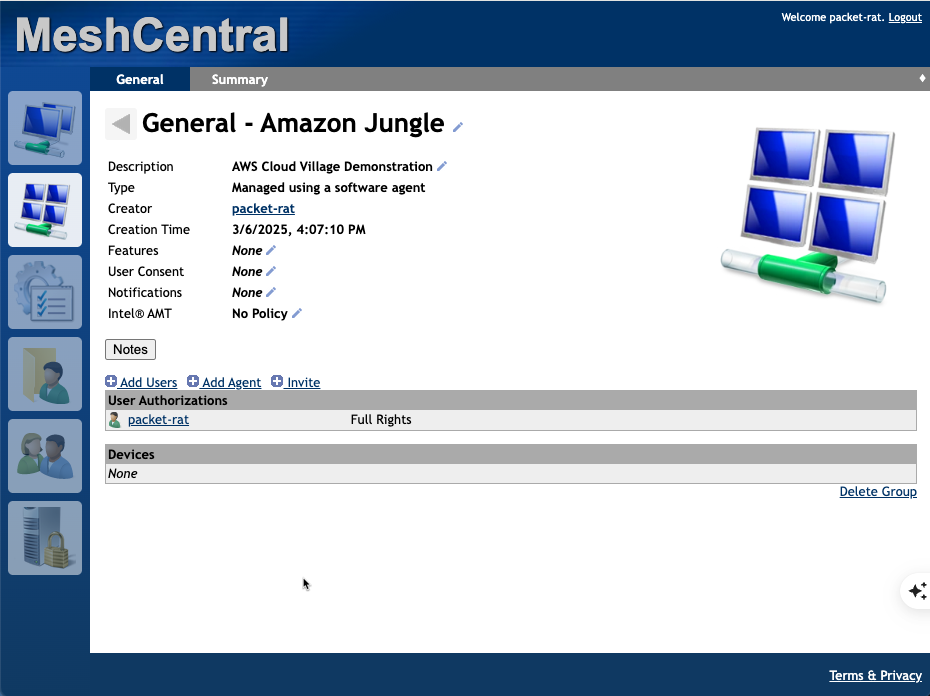 MeshCentral
Welcome packet-rat. Logout
General Summary
General - Amazon Jungle
Description AWS Cloud Village Demonstration
Type Managed using a software agent
Creator packet-rat
Creation Time 3/6/2025, 4:07:10 PM
Features None
User Consent None
Notifications None
Intel® AMT No Policy
Notes
Add Users Add Agent Invite
User Authorizations
packet-rat Full Rights
Devices
None
Delete Group
Terms & Privacy